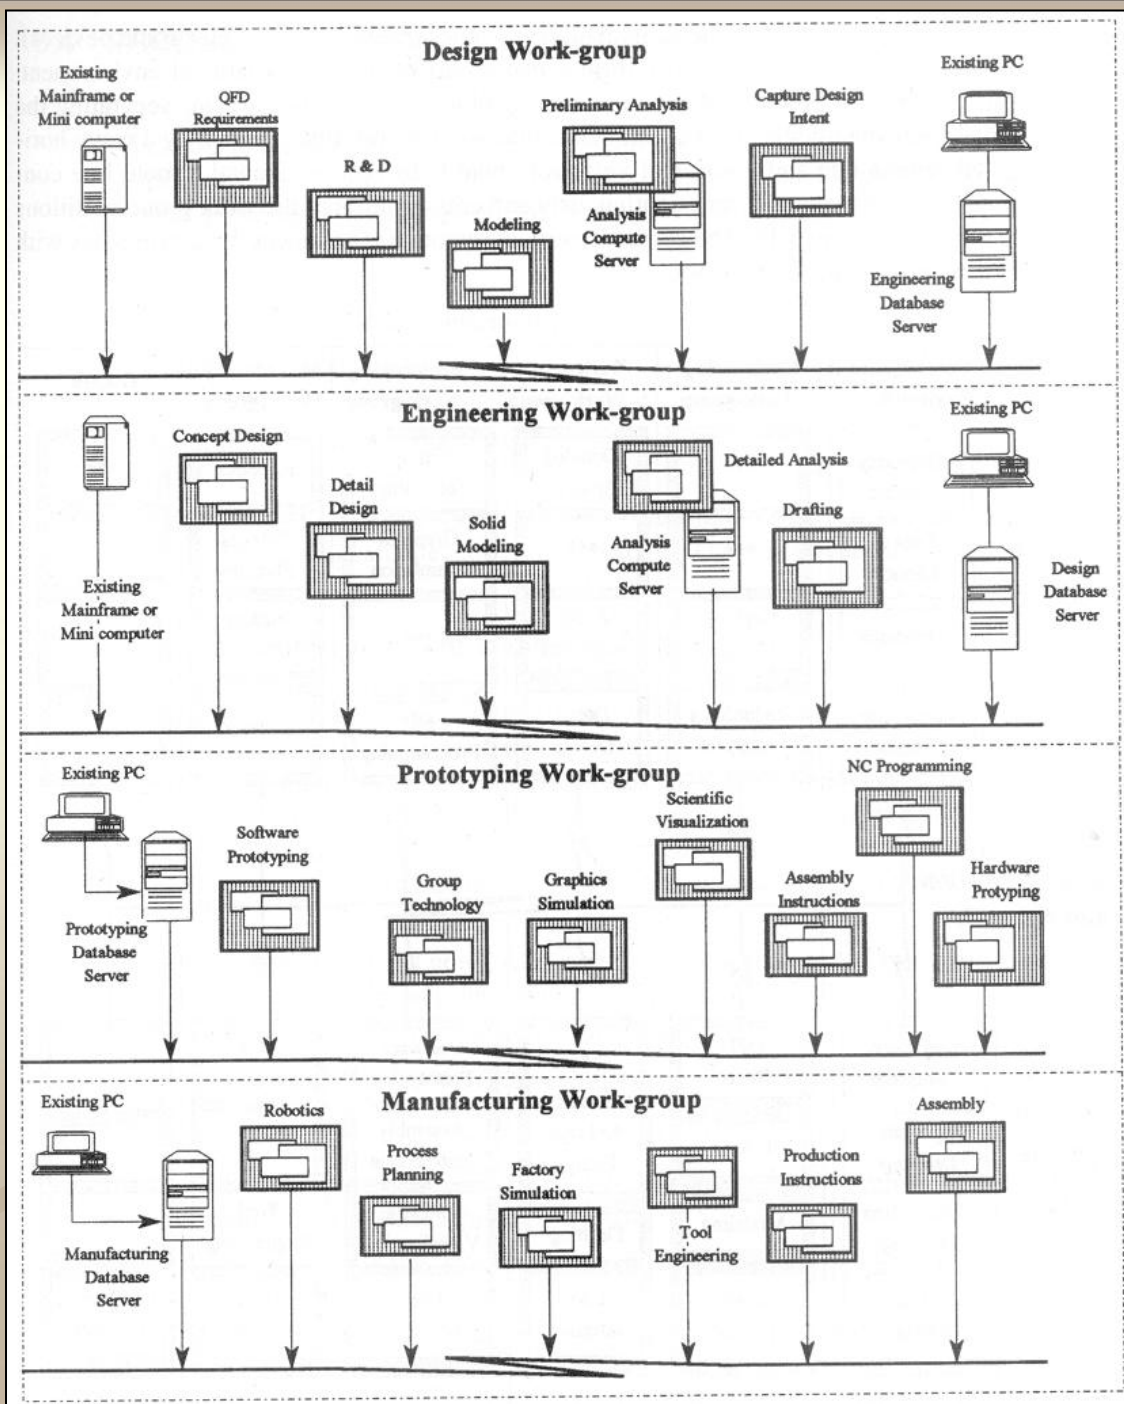 Design Work-group
Existing
Mainframe or
Mini computer
QFD
Requirements
R & D
Modeling
Preliminary Analysis
Analysis
Compute
Server
Capture Design
Intent
Existing PC
Engineering
Database
Server
Engineering Work-group
Existing
Mainframe or
Mini computer
Concept Design
Detail
Design
Solid
Modeling
Detailed Analysis
Analysis
Compute
Server
Drafting
Existing PC
Design
Database
Server
Prototyping Work-group
Existing PC
Prototyping
Database
Server
Software
Prototyping
Group
Technology
Graphics
Simulation
Scientific
Visualization
Assembly
Instructions
NC Programming
Hardware
Protyping
Manufacturing Work-group
Existing PC
Manufacturing
Database
Server
Robotics
Process
Planning
Factory
Simulation
Tool
Engineering
Production
Instructions
Assembly